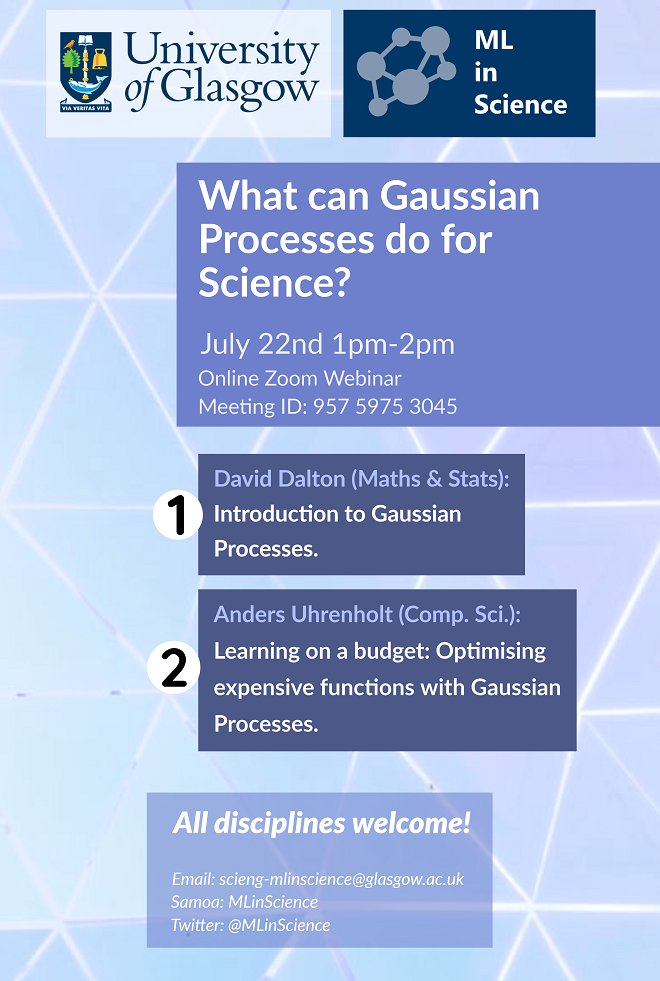 University
of Glasgow
VIA VERITAS VITA
ML
in
Science
What can Gaussian
Processes do for
Science?
July 22nd 1pm-2pm
Online Zoom Webinar
Meeting ID: 957 5975 3045
1
David Dalton (Maths & Stats):
Introduction to Gaussian
Processes.
2
Anders Uhrenholt (Comp. Sci.):
Learning on a budget: Optimising
expensive functions with Gaussian
Processes.
All disciplines welcome!
Email: scieng-mlinscience@glasgow.ac.uk
Samoa: MLinScience
Twitter: @MLinScience